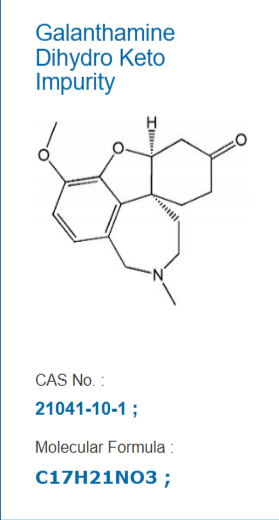 Galanthamine
Dihydro Keto
Impurity
H
O
O
O
N
CAS No. :
21041-10-1 ;
Molecular Formula :
C17H21NO3 ;